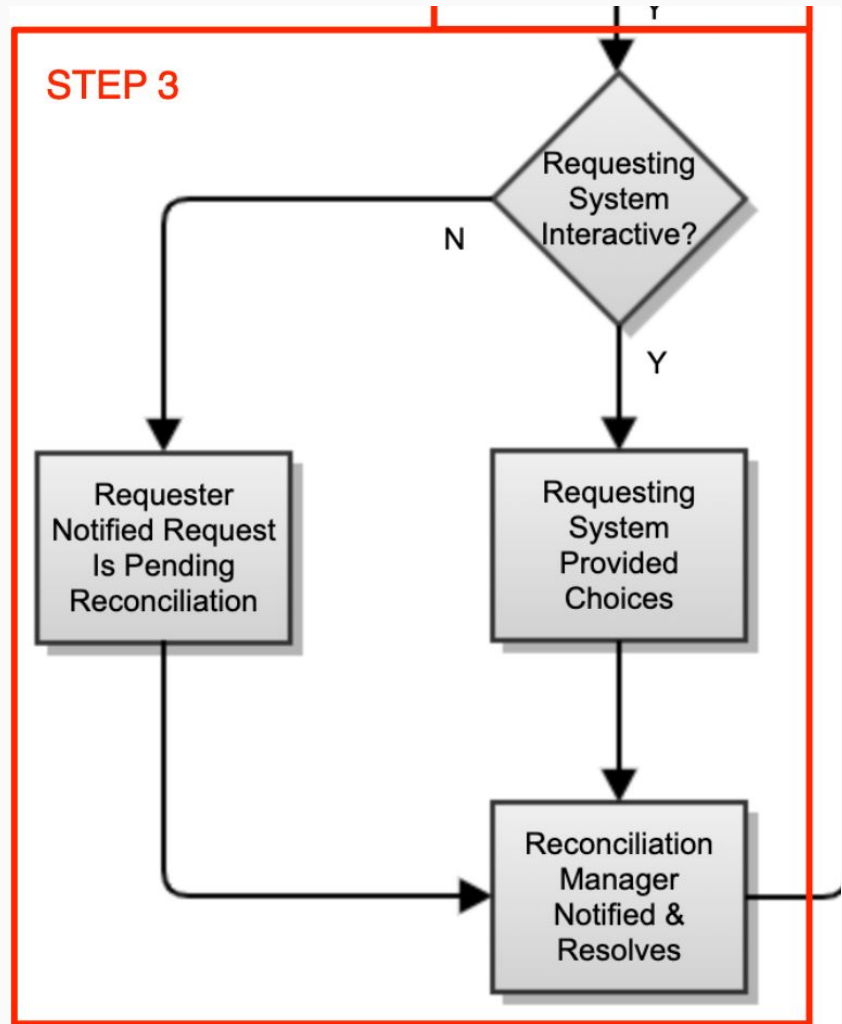 Y
STEP 3
Requesting
System
Interactive?
N
Y
Requester
Notified Request
Is Pending
Reconciliation
Requesting
System
Provided
Choices
Reconciliation
Manager
Notified &
Resolves